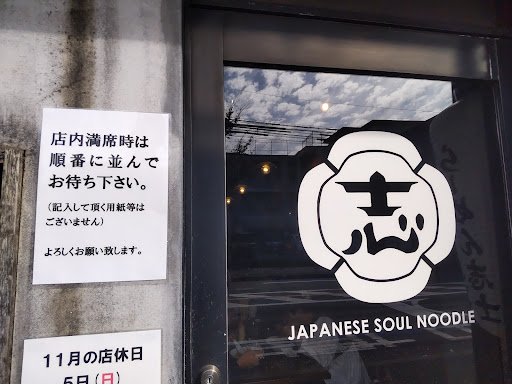 店内満席時は
順番に並んで
お待ち下さい。
(記入して頂く用紙等は
ございません)
よろしくお願い致します。
11月の店休日
5日(日)
志
JAPANESE SOUL NOODLE